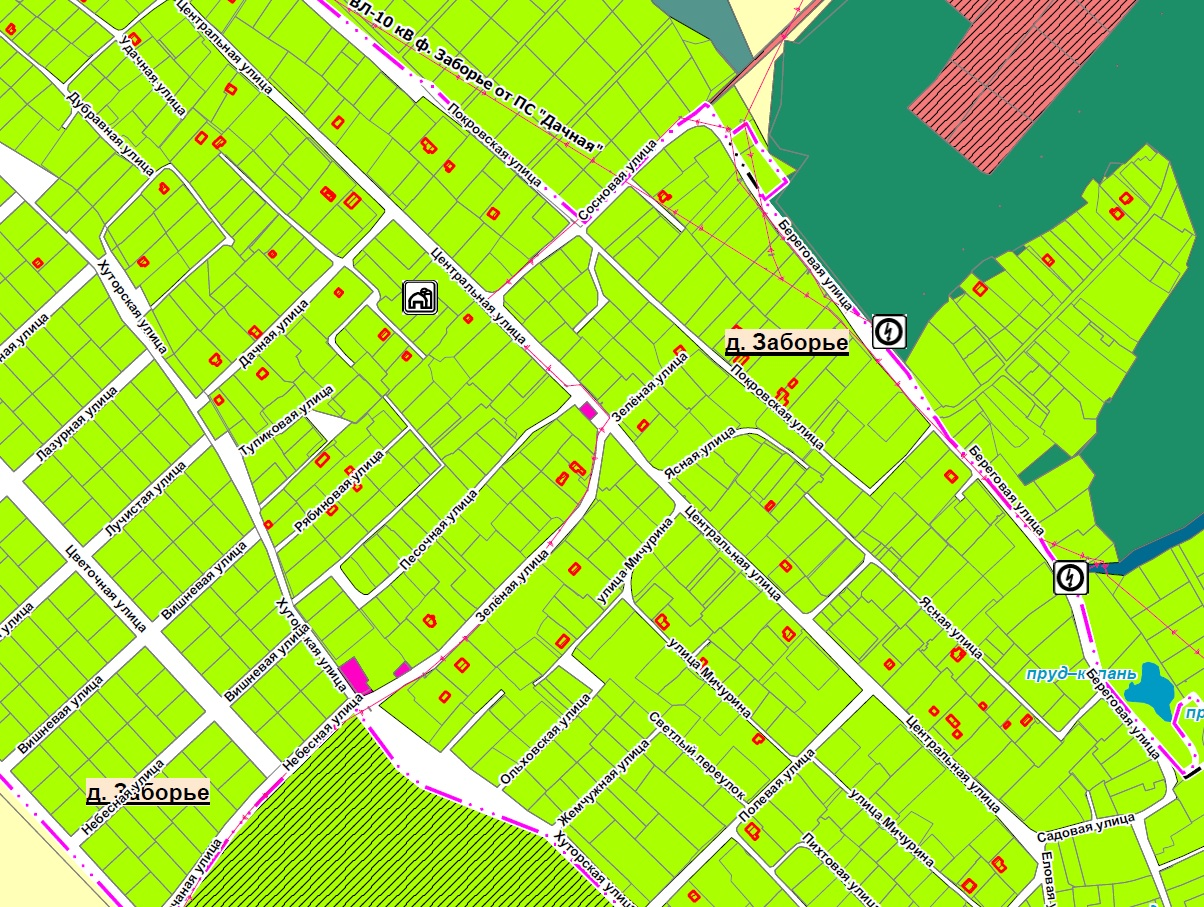 Центральная улица
ВЛ-10 кВ ф. Заборье от ПС "Дачная"
Удачная улица
Дубравная улица
Покровская улица
Сосновая улица
Береговая улица
Хуторская улица
Центральная улица
Дачная улица
д. Заборье
Зелёная улица
Покровская улица
Лазурная улица
Тупиковая улица
Ясная улица
Береговая улица
Лучистая улица
Рябиновая улица
Песочная улица
Центральная улица
улица Мичурина
Цветочная улица
Вишневая улица
Зелёная улица
Ясная улица
улица
Хуторская улица
Вишневая улица
улица Мичурина
Береговая улица
Вишневая улица
Небесная улица
Ольховская улица
Светлый переулок
Центральная улица
пр
д. Заборье
Небесная улица
Жемчужная улица
Полевая улица
улица Мичурина
Садовая улица
Хуторская улица
Пихтовая улица
Еловая
улица